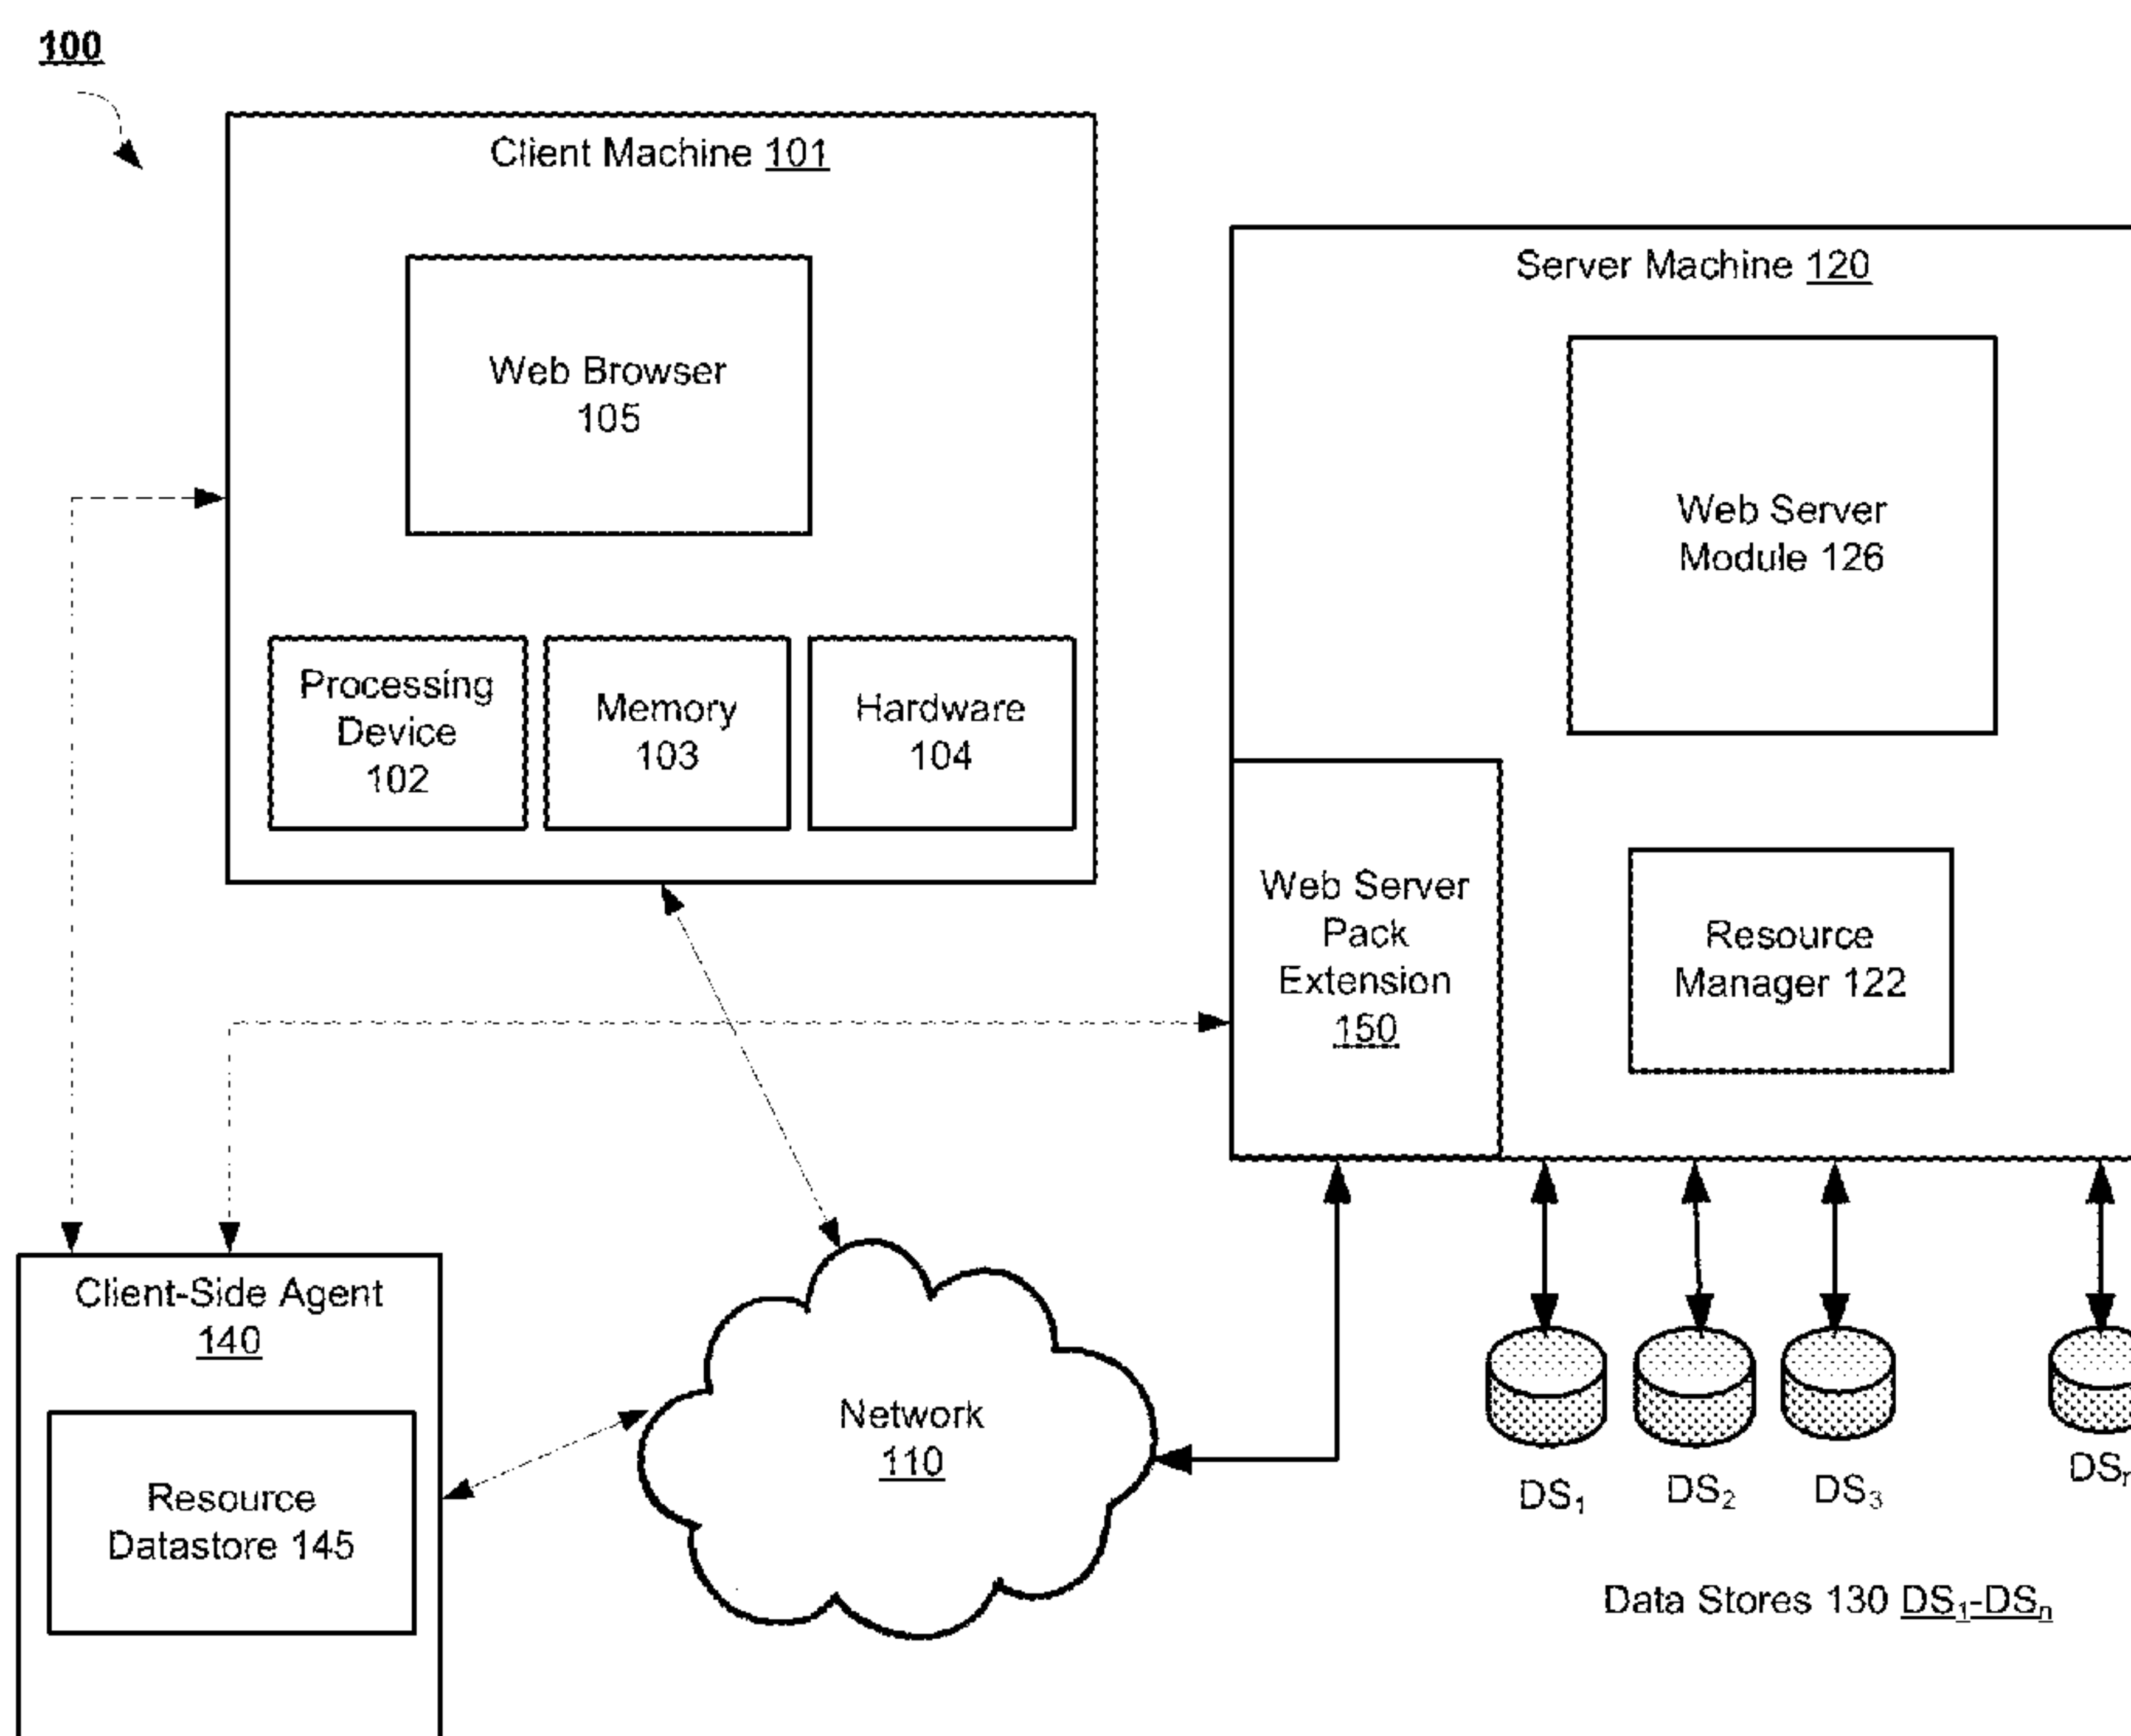 100
Client Machine 101
Web Browser
105
Processing
Device
102
Memory
103
Hardware
104
Server Machine 120
Web Server
Module 126
Web Server
Pack
Extension
150
Resource
Manager 122
Client-Side Agent
140
Resource
Datastore 145
Network
110
DS₁
DS₂
DS₃
DS
Data Stores 130 DS₁-DSₙ